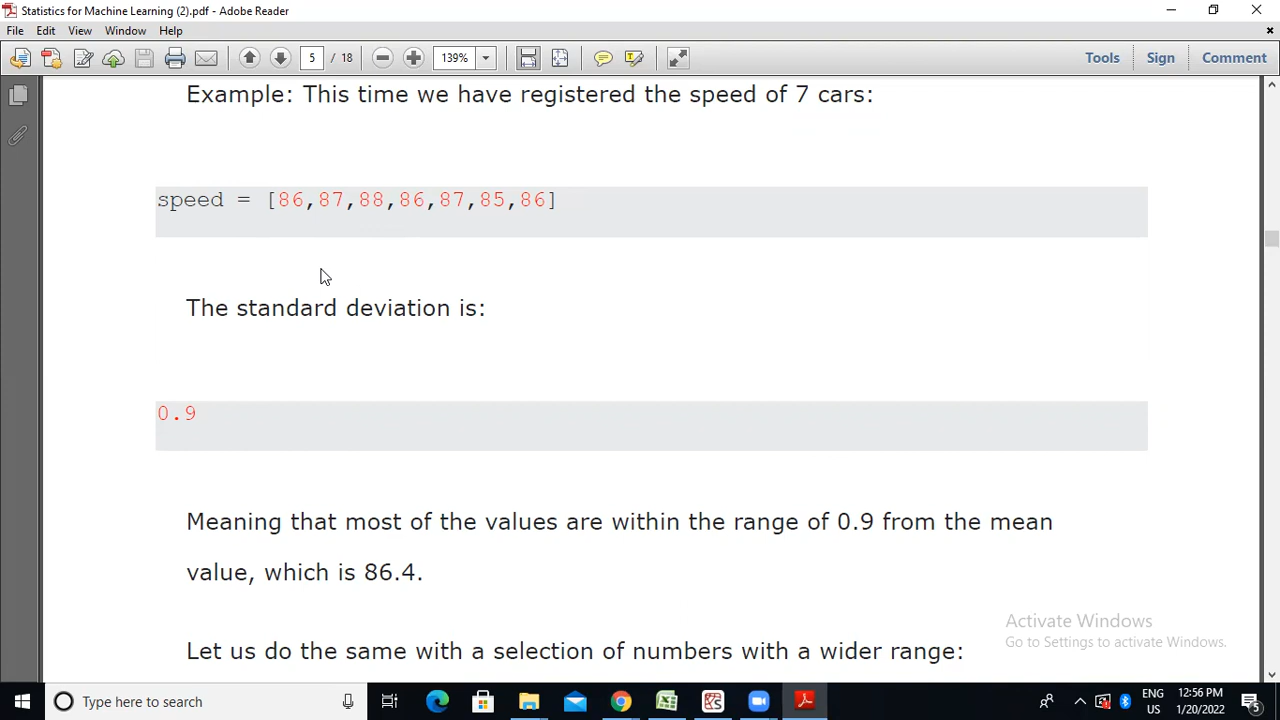 Statistics for Machine Learning (2).pdf - Adobe Reader
File Edit View Window Help
5 / 18 139% Tools Sign Comment
Example: This time we have registered the speed of 7 cars:
speed = [86,87,88,86,87,85,86]
The standard deviation is:
0.9
Meaning that most of the values are within the range of 0.9 from the mean
value, which is 86.4.
Activate Windows
Go to Settings to activate Windows.
Let us do the same with a selection of numbers with a wider range:
Type here to search
ENG
US
12:56 PM
1/20/2022
5